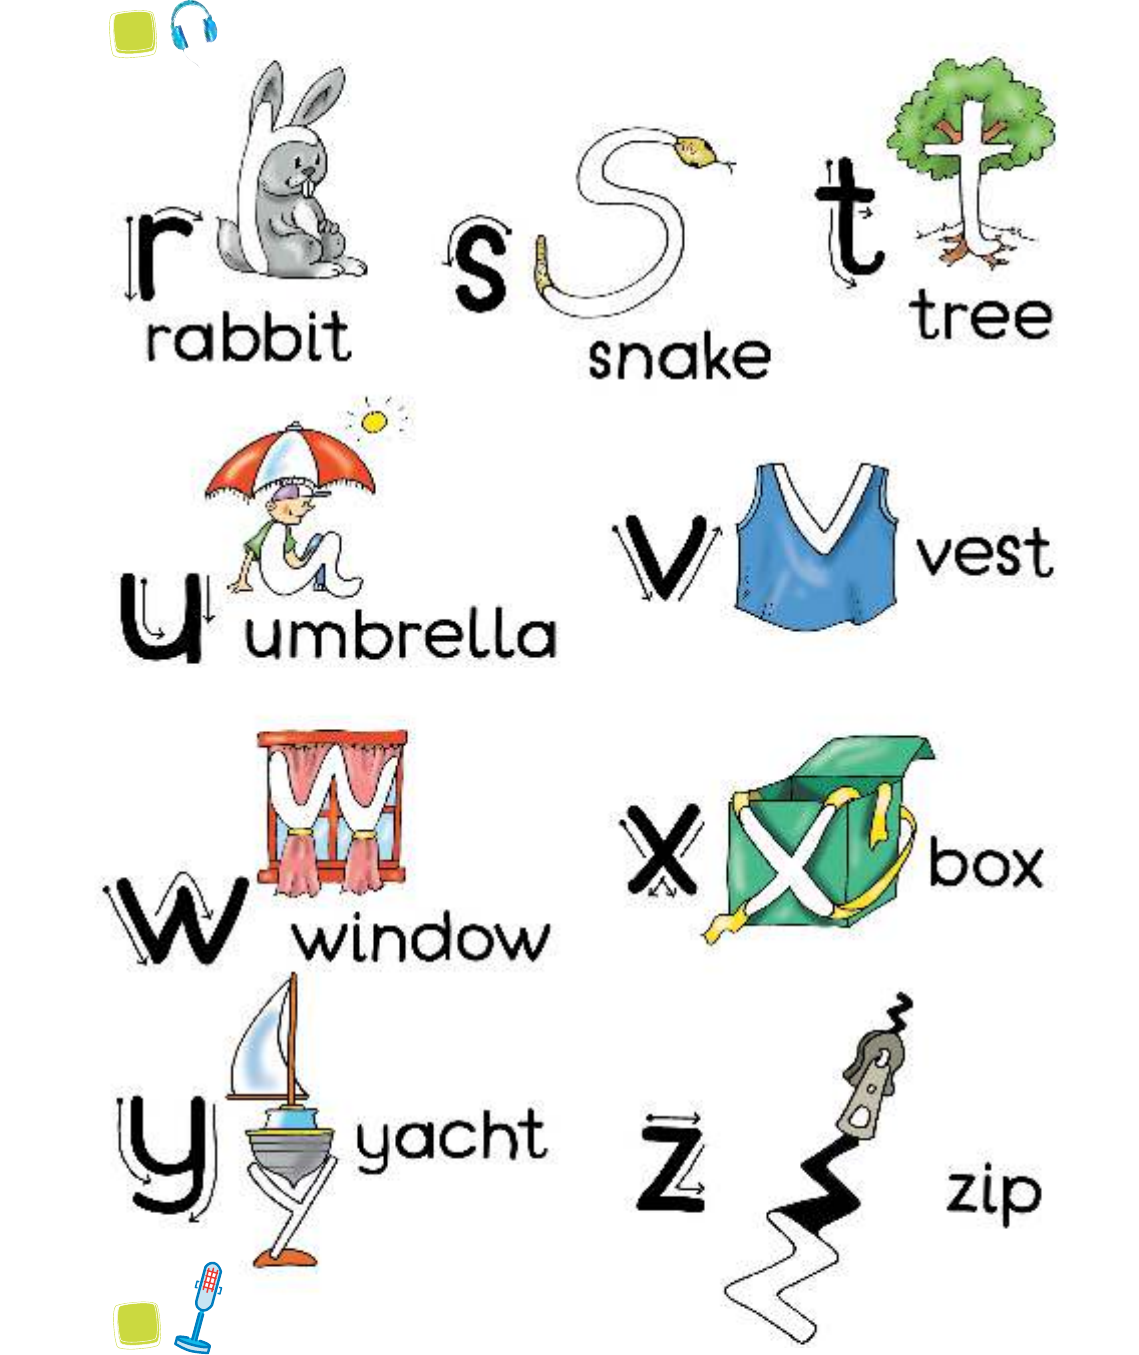 r rabbit
s snake
t tree
u umbrella
v vest
w window
x box
y yacht
z zip